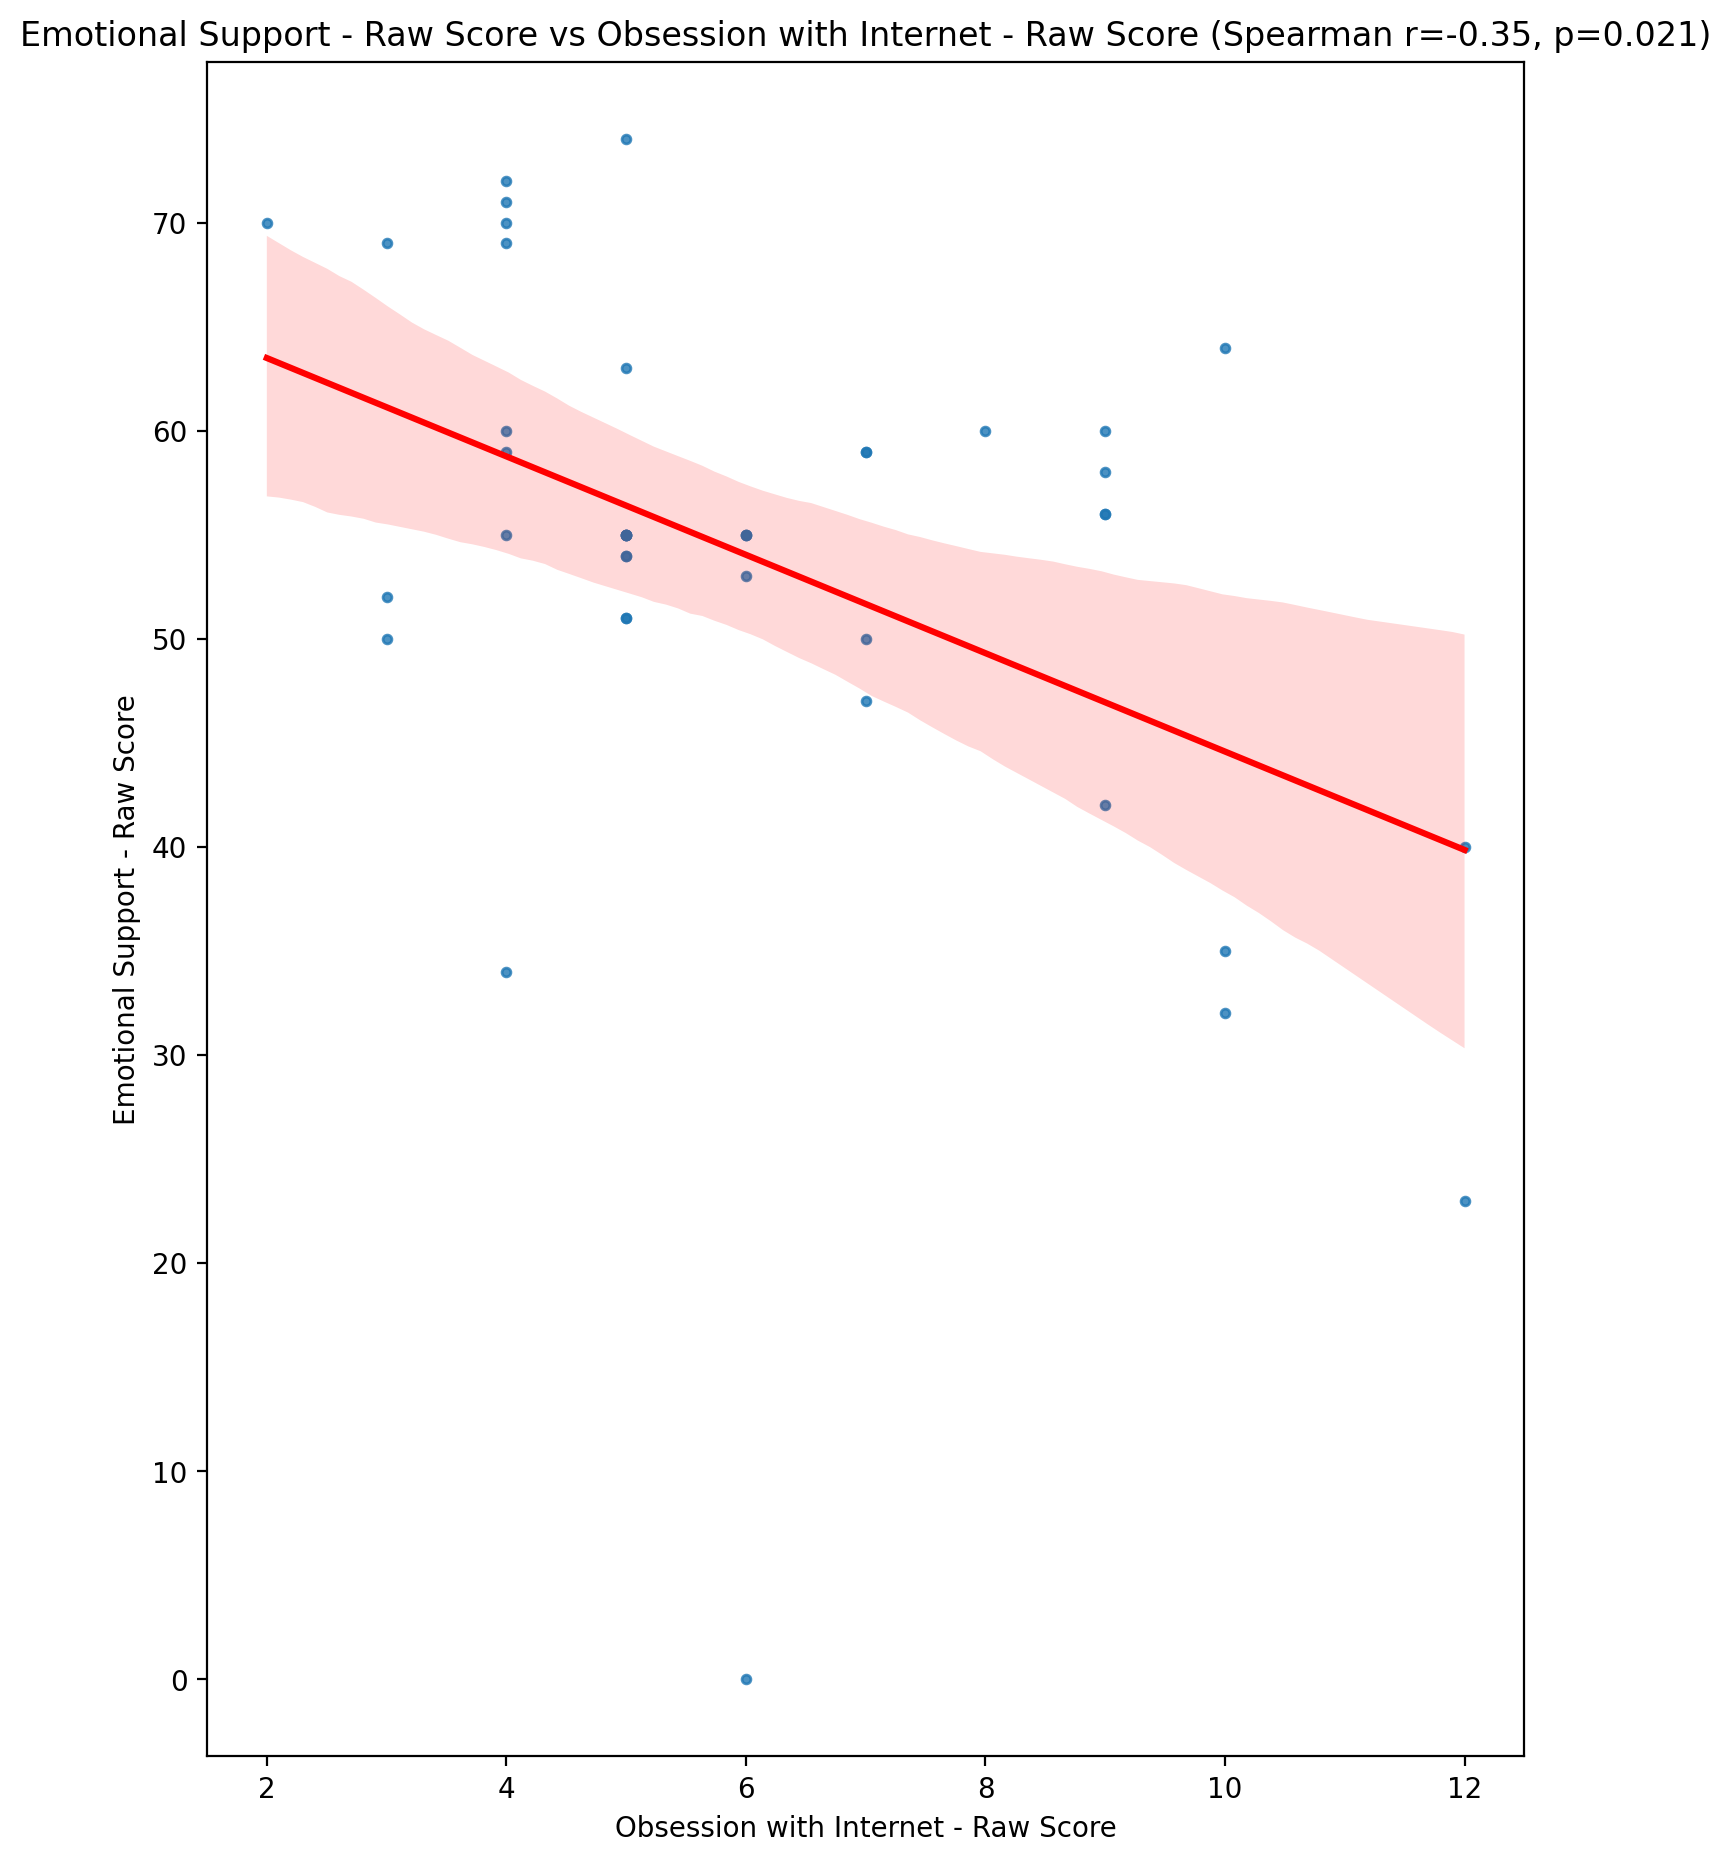 Emotional Support - Raw Score vs Obsession with Internet - Raw Score (Spearman r=-0.35, p=0.021)
70
60
50
40
30
20
10
0
Emotional Support - Raw Score
2 4 6 8 10 12
Obsession with Internet - Raw Score